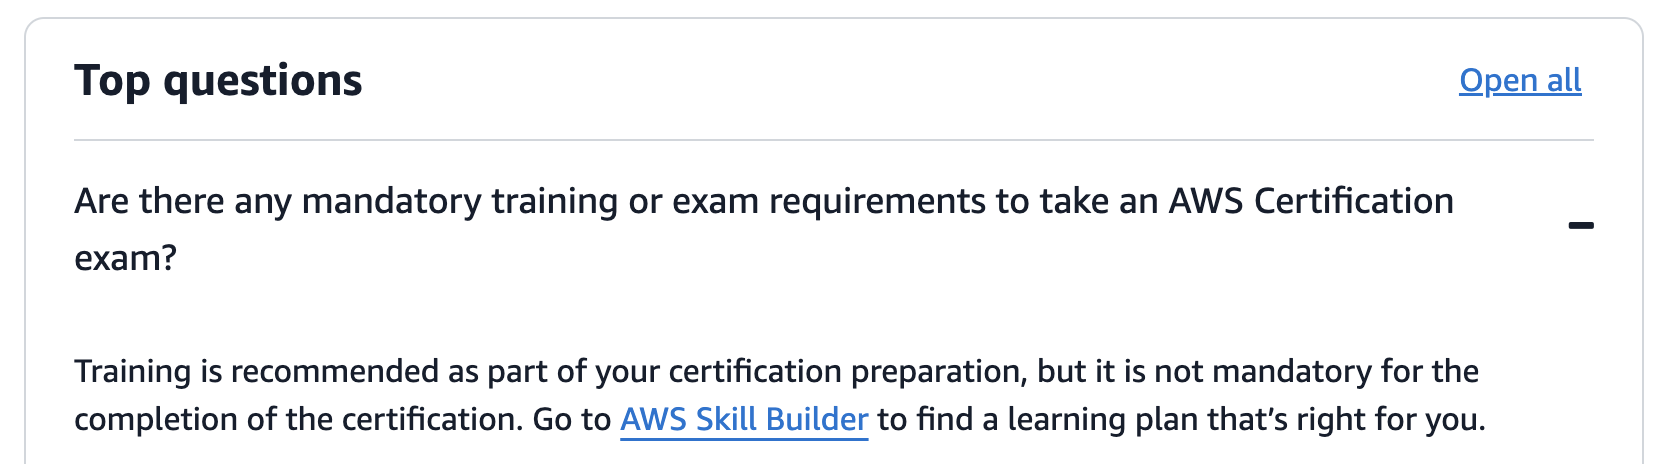 Top questions
Open all
Are there any mandatory training or exam requirements to take an AWS Certification
exam?
Training is recommended as part of your certification preparation, but it is not mandatory for the
completion of the certification. Go to AWS Skill Builder to find a learning plan that’s right for you.